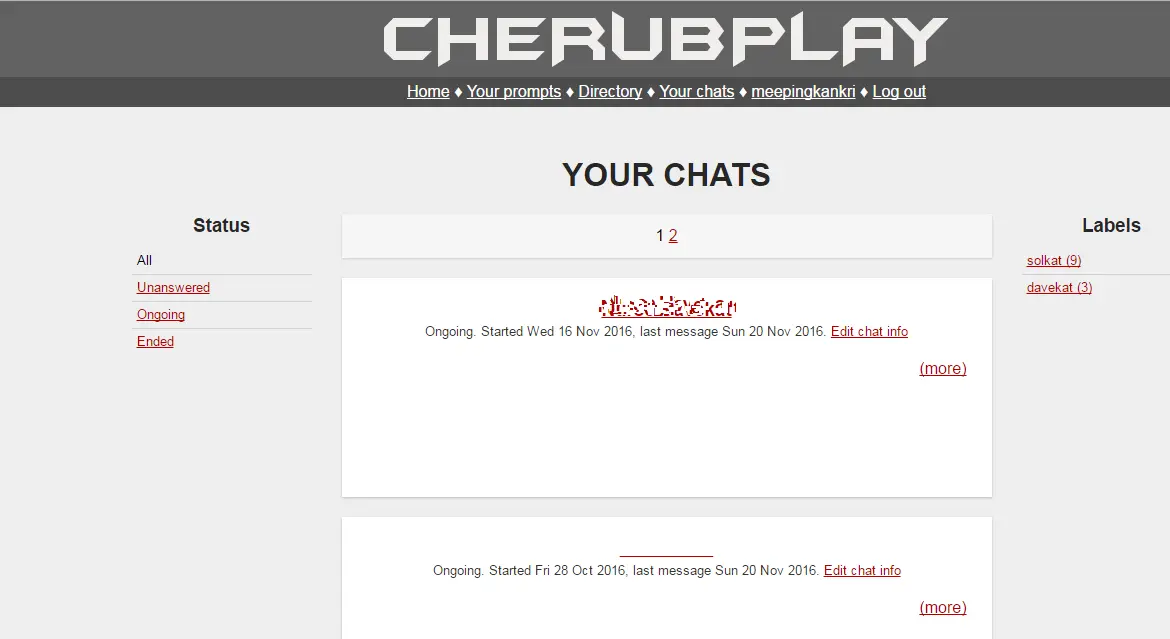 CHERUBPLAY
Home ♦ Your prompts ♦ Directory ♦ Your chats ♦ meepingkankri ♦ Log out
YOUR CHATS
Status
All
Unanswered
Ongoing
Ended
1 2
Ongoing. Started Wed 16 Nov 2016, last message Sun 20 Nov 2016. Edit chat info
(more)
Ongoing. Started Fri 28 Oct 2016, last message Sun 20 Nov 2016. Edit chat info
(more)
Labels
solkat (9)
davekat (3)